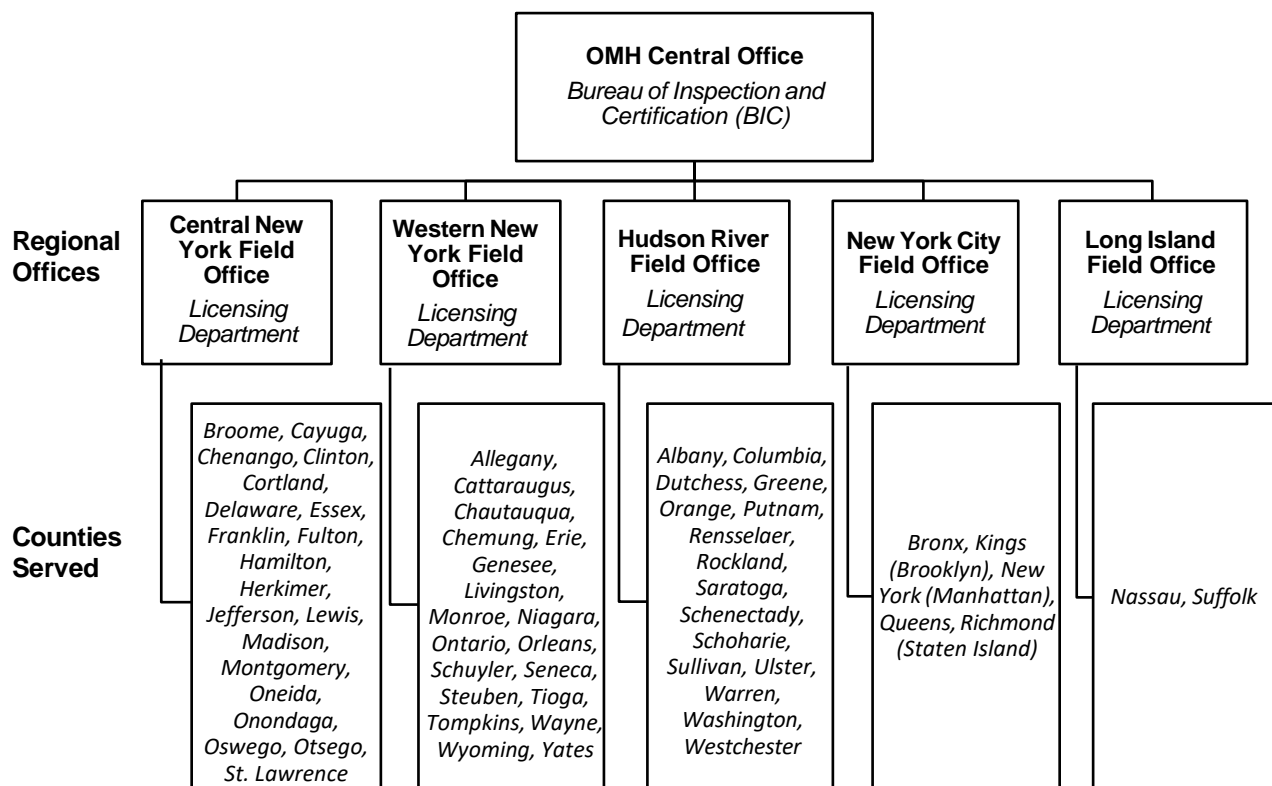 OMH Central Office
Bureau of Inspection and
Certification (BIC)
Regional
Offices
Central New
York Field
Office
Licensing
Department
Western New
York Field
Office
Licensing
Department
Hudson River
Field Office
Licensing
Department
New York City
Field Office
Licensing
Department
Long Island
Field Office
Licensing
Department
Counties
Served
Broome, Cayuga,
Chenango, Clinton,
Cortland,
Delaware, Essex,
Franklin, Fulton,
Hamilton,
Herkimer,
Jefferson, Lewis,
Madison,
Montgomery,
Oneida,
Onondaga,
Oswego, Otsego,
St. Lawrence
Allegany,
Cattaraugus,
Chautauqua,
Chemung, Erie,
Genesee,
Livingston,
Monroe, Niagara,
Ontario, Orleans,
Schuyler, Seneca,
Steuben, Tioga,
Tompkins, Wayne,
Wyoming, Yates
Albany, Columbia,
Dutchess, Greene,
Orange, Putnam,
Rensselaer,
Rockland,
Saratoga,
Schenectady,
Schoharie,
Sullivan, Ulster,
Warren,
Washington,
Westchester
Bronx, Kings
(Brooklyn), New
York (Manhattan),
Queens, Richmond
(Staten Island)
Nassau, Suffolk